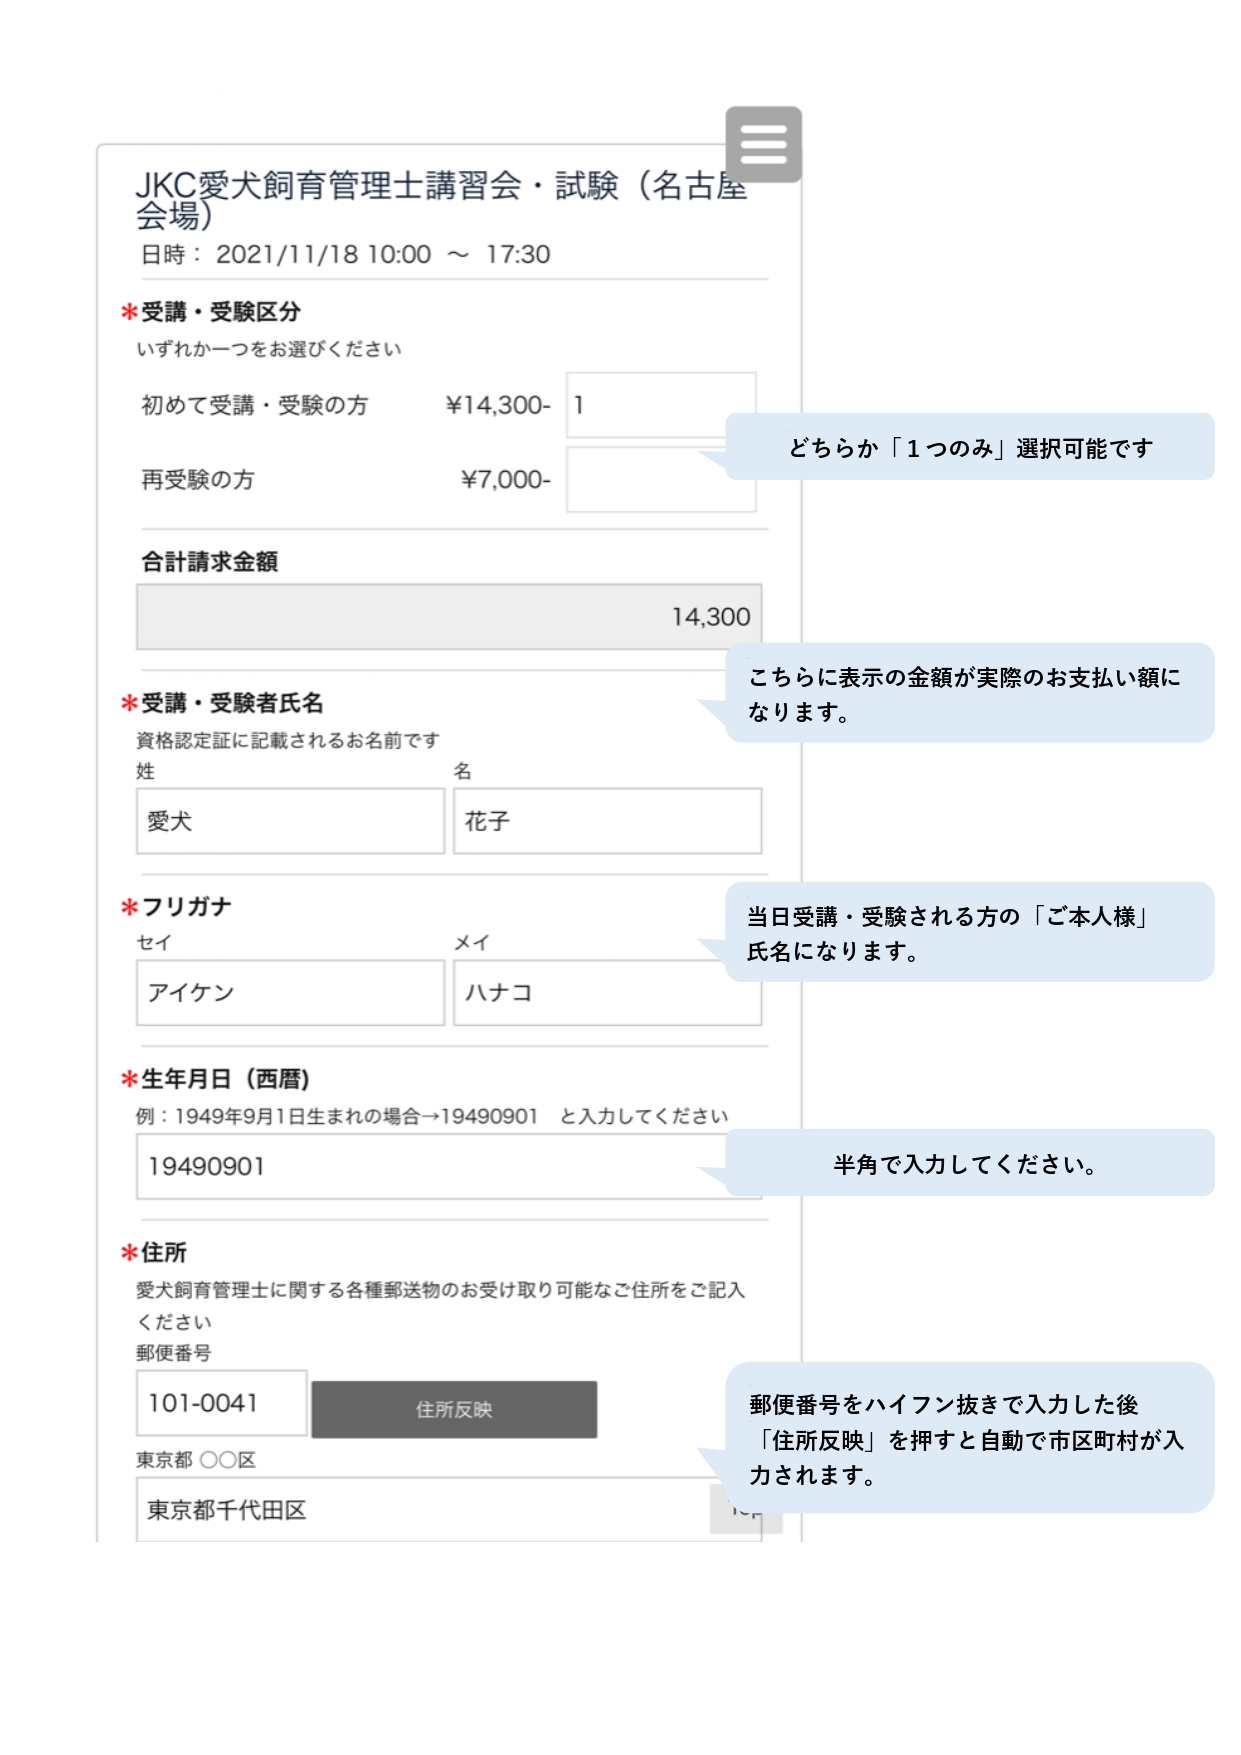 JKC愛犬飼育管理士講習会・試験（名古屋
会場）
日時： 2021/11/18 10:00 ～ 17:30
*受講・受験区分
いずれか一つをお選びください
初めて受講・受験の方 ¥14,300- 1
どちらか「１つのみ」選択可能です
再受験の方 ¥7,000-
合計請求金額
14,300
こちらに表示の金額が実際のお支払い額に
なります。
*受講・受験者氏名
資格認定証に記載されるお名前です
姓 名
愛犬 花子
*フリガナ
当日受講・受験される方の「ご本人様」
氏名になります。
セイ メイ
アイケン ハナコ
*生年月日（西暦)
例：1949年9月1日生まれの場合→19490901　と入力してください
19490901
半角で入力してください。
*住所
愛犬飼育管理士に関する各種郵送物のお受け取り可能なご住所をご記入
ください
郵便番号
101-0041 住所反映
郵便番号をハイフン抜きで入力した後
「住所反映」を押すと自動で市区町村が入
力されます。
東京都 ○○区
東京都千代田区